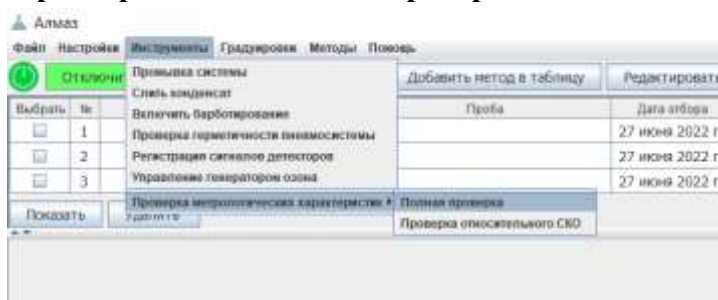 Алмаз
Файл Настройки Инструменты Градуировки Методы Помощь
Отключи Промывка системы Добавить метод в таблицу Редактироват
Слить конденсат
Выбрать № Включить барботирование Проба Дата отбора
1 Проверка герметичности пневмосистемы 27 июня 2022 г
2 Регистрация сигналов детекторов 27 июня 2022 г
3 Управление генератором озона 27 июня 2022 г
Проверка метрологических характеристик Полная проверка
Показать Удалить Проверка относительного СКО